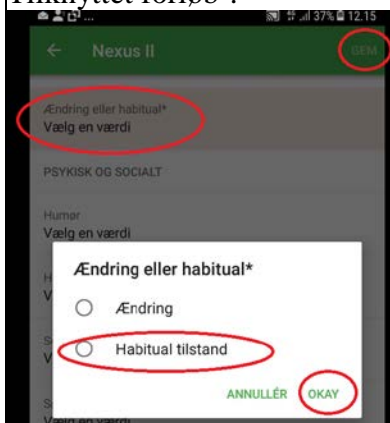 Tilknyttet forløb".
37% 12.15
Nexus II
GEM
Ændring eller habitual*
Vælg en værdi
PSYKISK OG SOCIALT
Humør
Vælg en værdi
Ændring eller habitual*
Ændring
Habitual tilstand
ANNULLÉR OKAY
Vælg en værdi